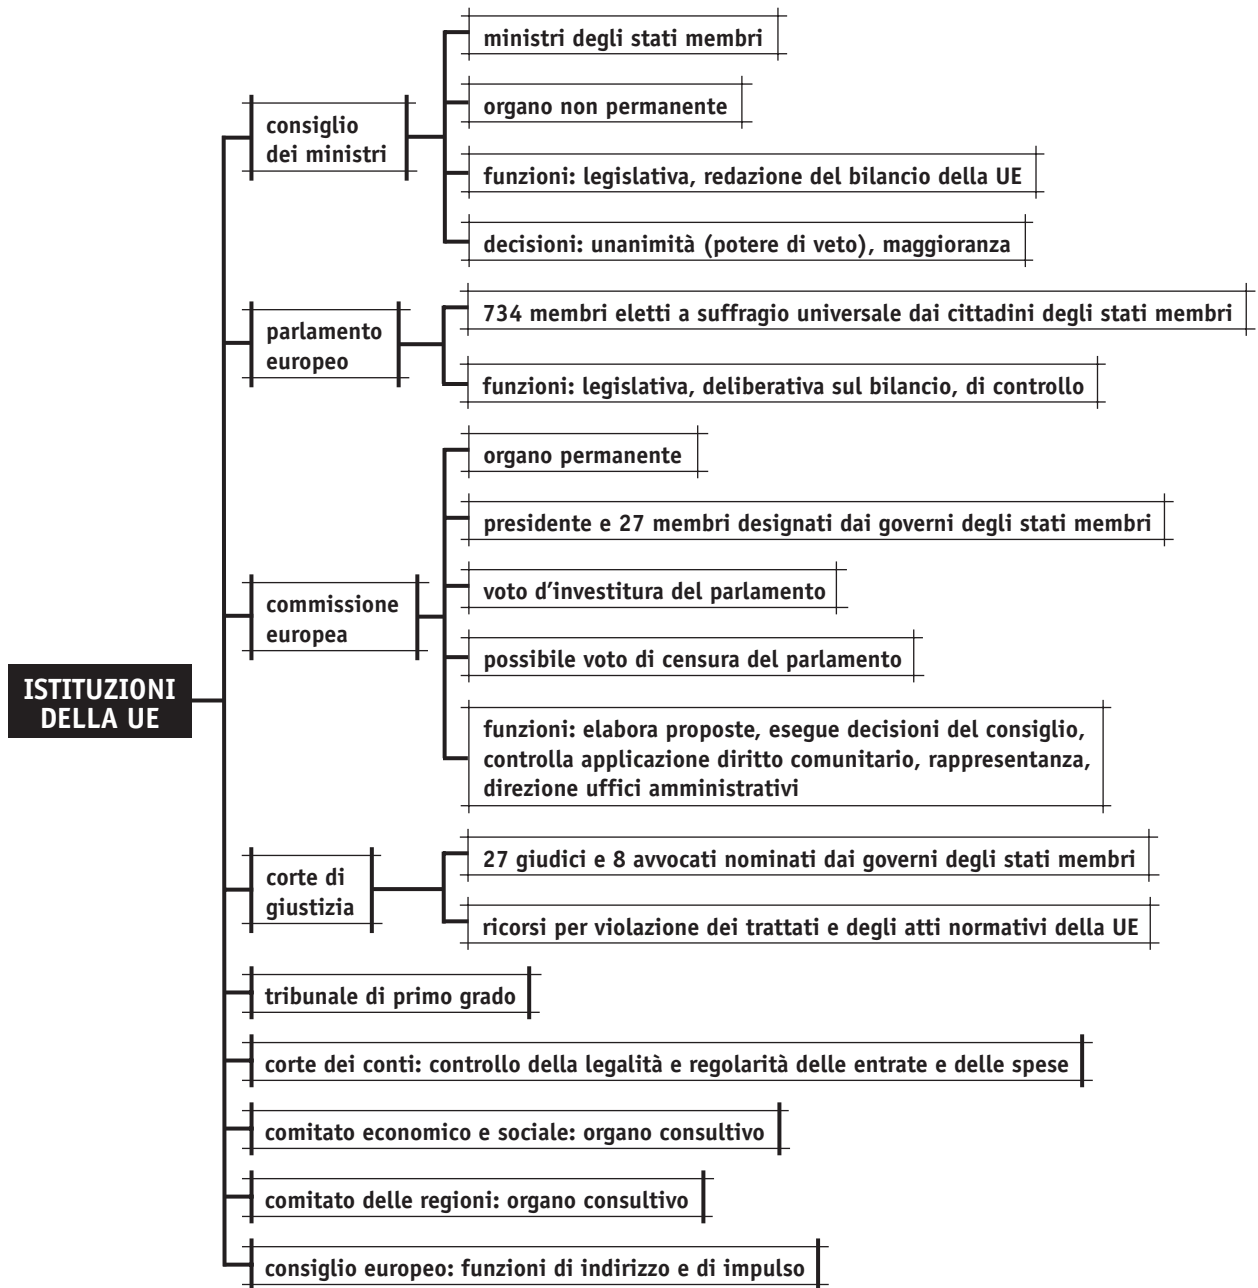 ISTITUZIONI
DELLA UE
consiglio
dei ministri
ministri degli stati membri
organo non permanente
funzioni: legislativa, redazione del bilancio della UE
decisioni: unanimità (potere di veto), maggioranza
parlamento
europeo
734 membri eletti a suffragio universale dai cittadini degli stati membri
funzioni: legislativa, deliberativa sul bilancio, di controllo
commissione
europea
organo permanente
presidente e 27 membri designati dai governi degli stati membri
voto d’investitura del parlamento
possibile voto di censura del parlamento
funzioni: elabora proposte, esegue decisioni del consiglio,
controlla applicazione diritto comunitario, rappresentanza,
direzione uffici amministrativi
corte di
giustizia
27 giudici e 8 avvocati nominati dai governi degli stati membri
ricorsi per violazione dei trattati e degli atti normativi della UE
tribunale di primo grado
corte dei conti: controllo della legalità e regolarità delle entrate e delle spese
comitato economico e sociale: organo consultivo
comitato delle regioni: organo consultivo
consiglio europeo: funzioni di indirizzo e di impulso